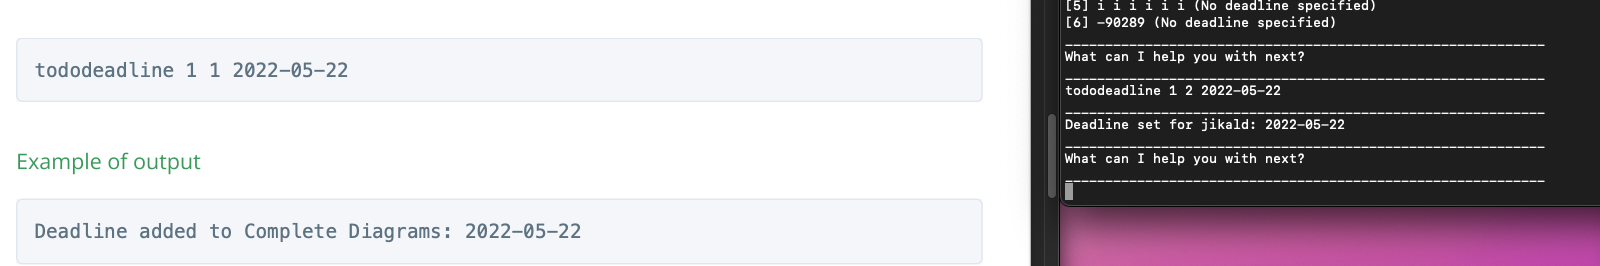 tododeadline 1 1 2022-05-22
Example of output
Deadline added to Complete Diagrams: 2022-05-22
[5] i i i i i i (No deadline specified)
[6] -90289 (No deadline specified)
____________________________________________________________
What can I help you with next?
____________________________________________________________
tododeadline 1 2 2022-05-22
____________________________________________________________
Deadline set for jikald: 2022-05-22
____________________________________________________________
What can I help you with next?
____________________________________________________________